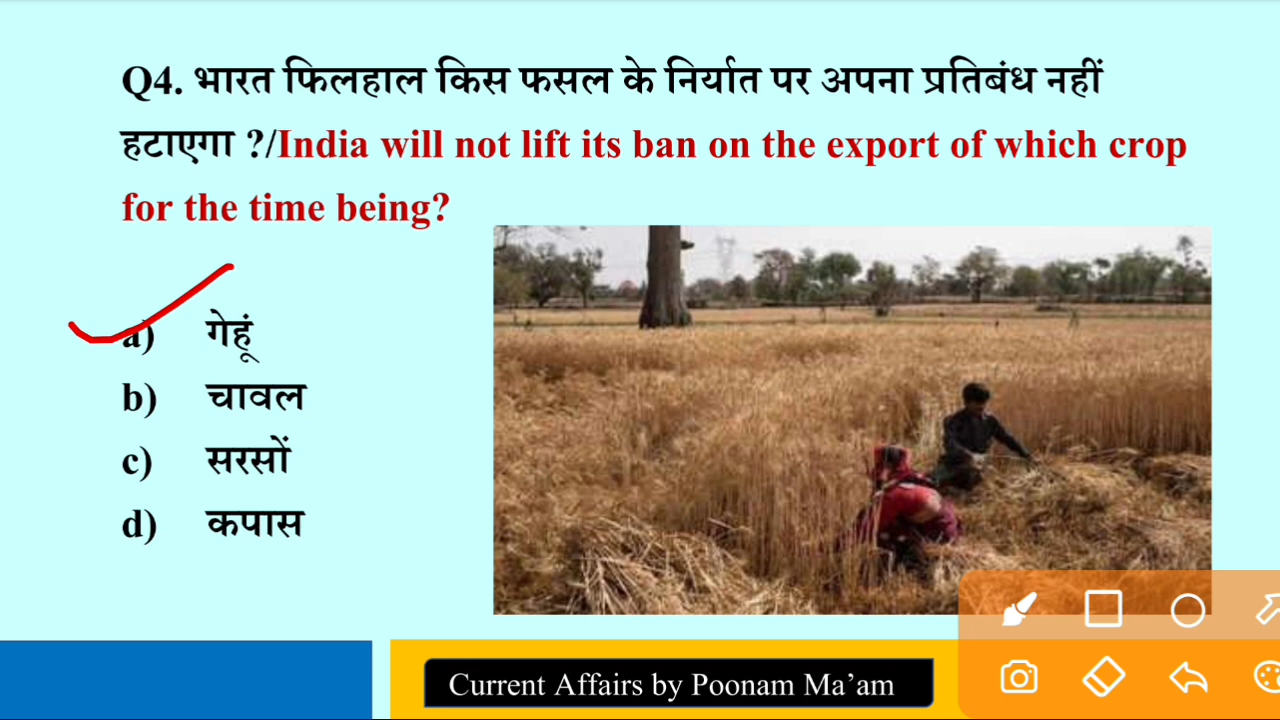 Q4. भारत फिलहाल किस फसल के निर्यात पर अपना प्रतिबंध नहीं
हटाएगा ?/India will not lift its ban on the export of which crop
for the time being?
a) गेहूं
b) चावल
c) सरसों
d) कपास
Current Affairs by Poonam Ma’am